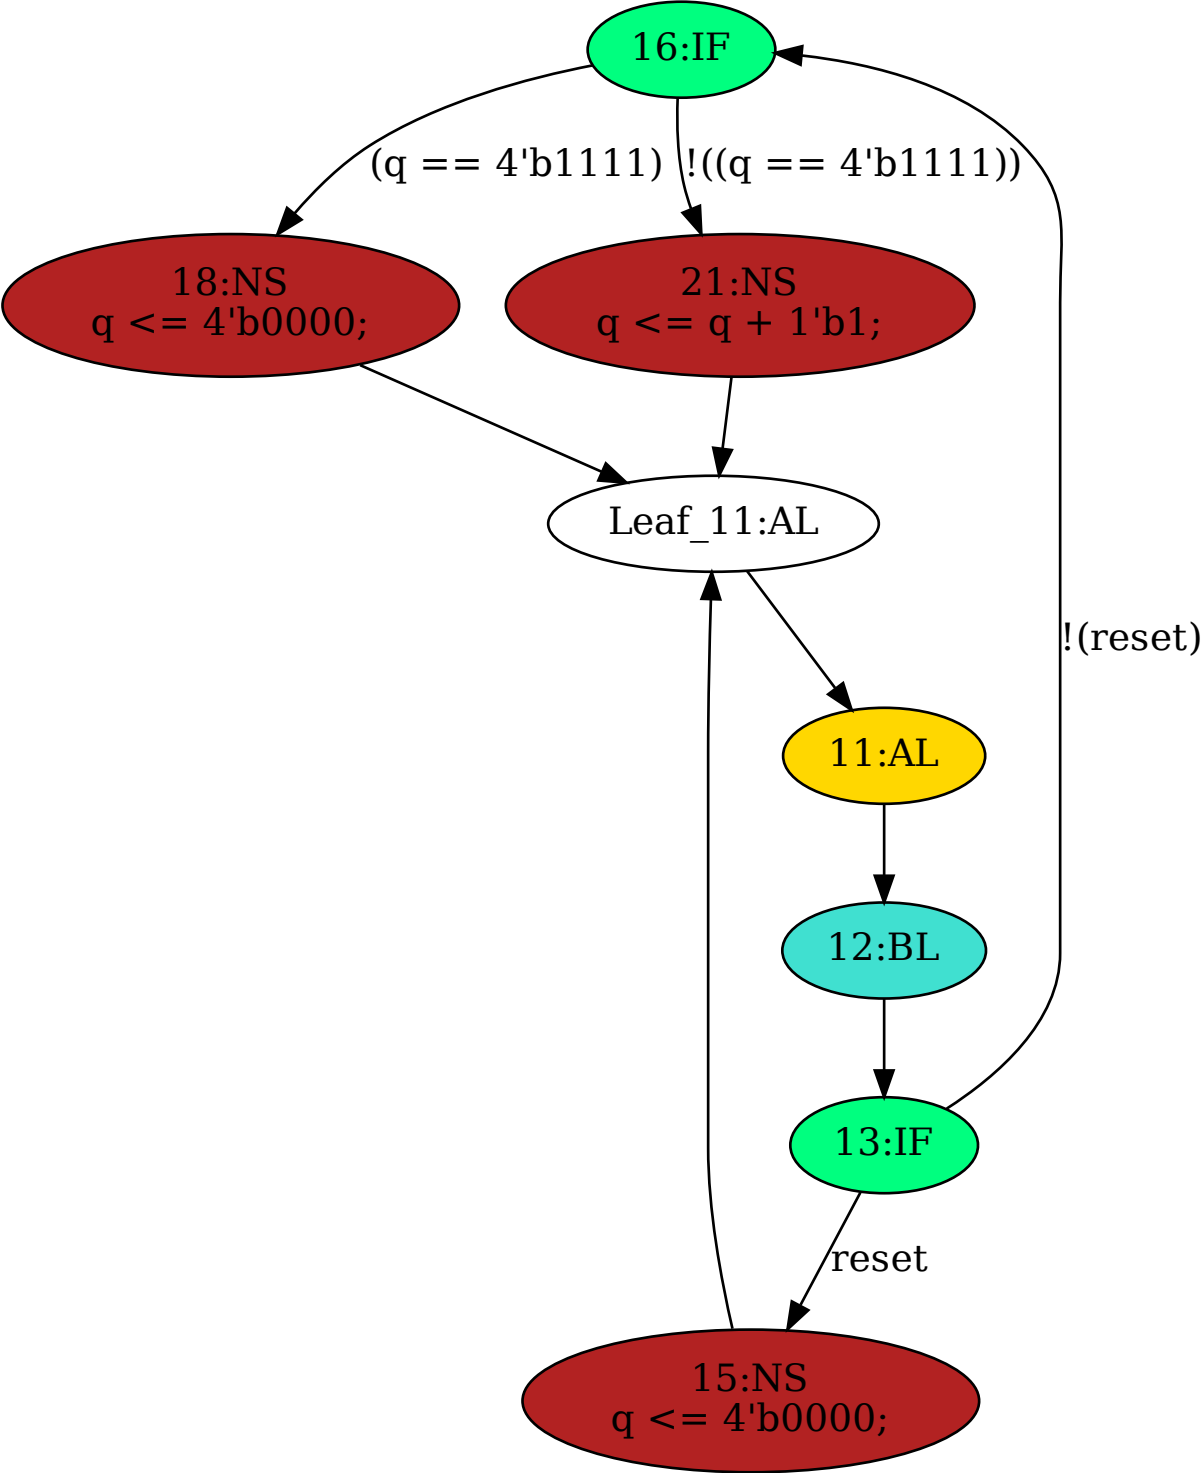 16:IF
(q == 4'b1111)
!((q == 4'b1111))
18:NS
q <= 4'b0000;
21:NS
q <= q + 1'b1;
Leaf_11:AL
!(reset)
11:AL
12:BL
13:IF
reset
15:NS
q <= 4'b0000;